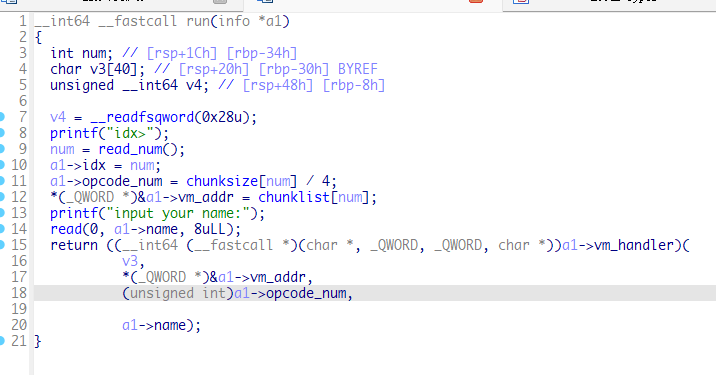 1 __int64 __fastcall run(info *a1)
2 {
3 int num; // [rsp+1Ch] [rbp-34h]
4 char v3[40]; // [rsp+20h] [rbp-30h] BYREF
5 unsigned __int64 v4; // [rsp+48h] [rbp-8h]
6
7 v4 = __readfsqword(0x28u);
8 printf("idx>");
9 num = read_num();
10 a1->idx = num;
11 a1->opcode_num = chunksize[num] / 4;
12 *(_QWORD *)&a1->vm_addr = chunklist[num];
13 printf("input your name:");
14 read(0, a1->name, 8uLL);
15 return ((__int64 (__fastcall *)(char *, _QWORD, _QWORD, char *))a1->vm_handler)(
16 v3,
17 *(_QWORD *)&a1->vm_addr,
18 (unsigned int)a1->opcode_num,
19
20 a1->name);
21 }